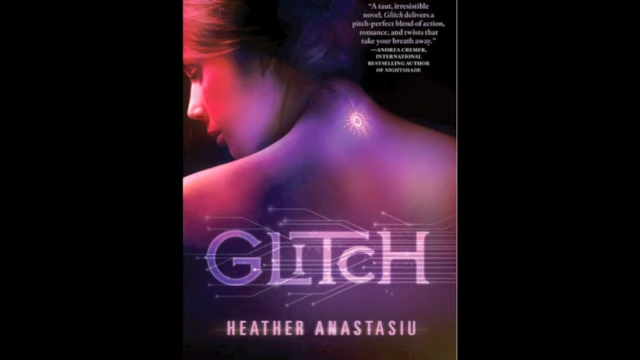 "A taut, irresistible
novel. Glitch delivers a
pitch-perfect blend of action,
romance, and twists that
take your breath away."
—ANDREA CREMER,
INTERNATIONAL
BESTSELLING AUTHOR
OF NIGHTSHADE
GLITCH
HEATHER ANASTASIU